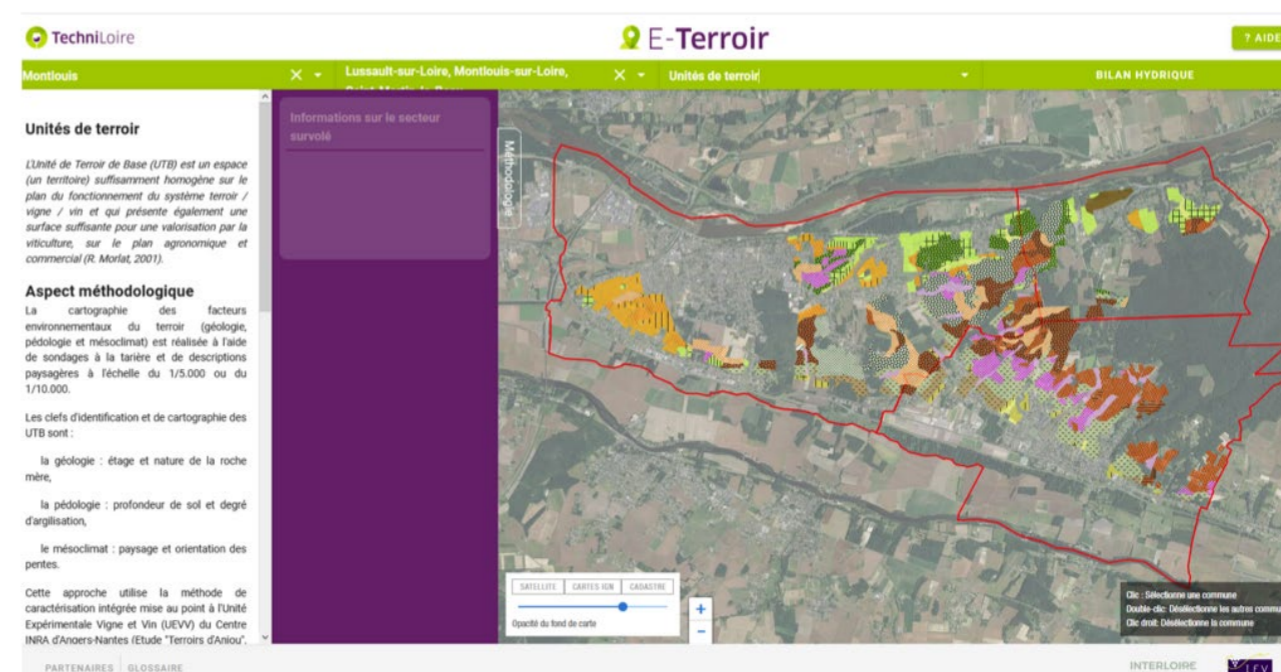 TechniLoire
E-Terroir
? AIDE
Montlouis
Lussault-sur-Loire, Montlouis-sur-Loire,
Unités de terroir
BILAN HYDRIQUE
Unités de terroir
L'Unité de Terroir de Base (UTB) est un espace
(un territoire) suffisamment homogène sur le
plan du fonctionnement du système terroir /
vigne / vin et qui présente également une
surface suffisante pour une valorisation par la
viticulture, sur le plan agronomique et
commercial (R. Morlat, 2001).
Aspect méthodologique
La cartographie des facteurs
environnementaux du terroir (géologie,
pédologie et mésoclimat) est réalisée à l'aide
de sondages à la tarière et de descriptions
paysagères à l'échelle du 1/5.000 ou du
1/10.000.
Les clefs d'identification et de cartographie des
UTB sont :
la géologie : étage et nature de la roche
mère,
la pédologie : profondeur de sol et degré
d'argilisation,
le mésoclimat : paysage et orientation des
pentes.
Cette approche utilise la méthode de
caractérisation intégrée mise au point à l'Unité
Expérimentale Vigne et Vin (UEVV) du Centre
INRA d'Angers-Nantes (Etude "Terroirs d'Anjou",
Informations sur le secteur
survolé
Méthodologie
SATELLITE CARTES IGN CADASTRE
Opacité du fond de carte
+
−
Clic : Sélectionne une commune
Double-clic: Désélectionne les autres commu
Clic droit: Désélectionne la commune
PARTENAIRES GLOSSAIRE
INTERLOIRE